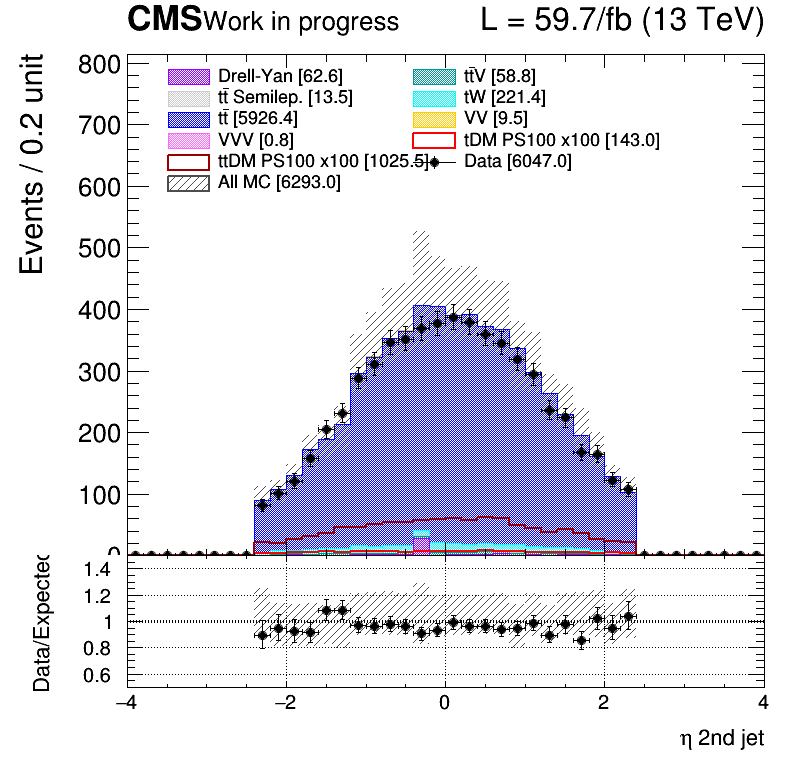 CMS Work in progress L = 59.7/fb (13 TeV)
Events / 0.2 unit
800
700
600
500
400
300
200
100
0
Drell-Yan [62.6] tt̄V [58.8]
tt̄ Semilep. [13.5] tW [221.4]
tt̄ [5926.4] VV [9.5]
VVV [0.8] tDM PS100 x100 [143.0]
ttDM PS100 x100 [1025.5] Data [6047.0]
All MC [6293.0]
Data/Expected
1.4
1.2
1
0.8
0.6
−4 −2 0 2 4
η 2nd jet